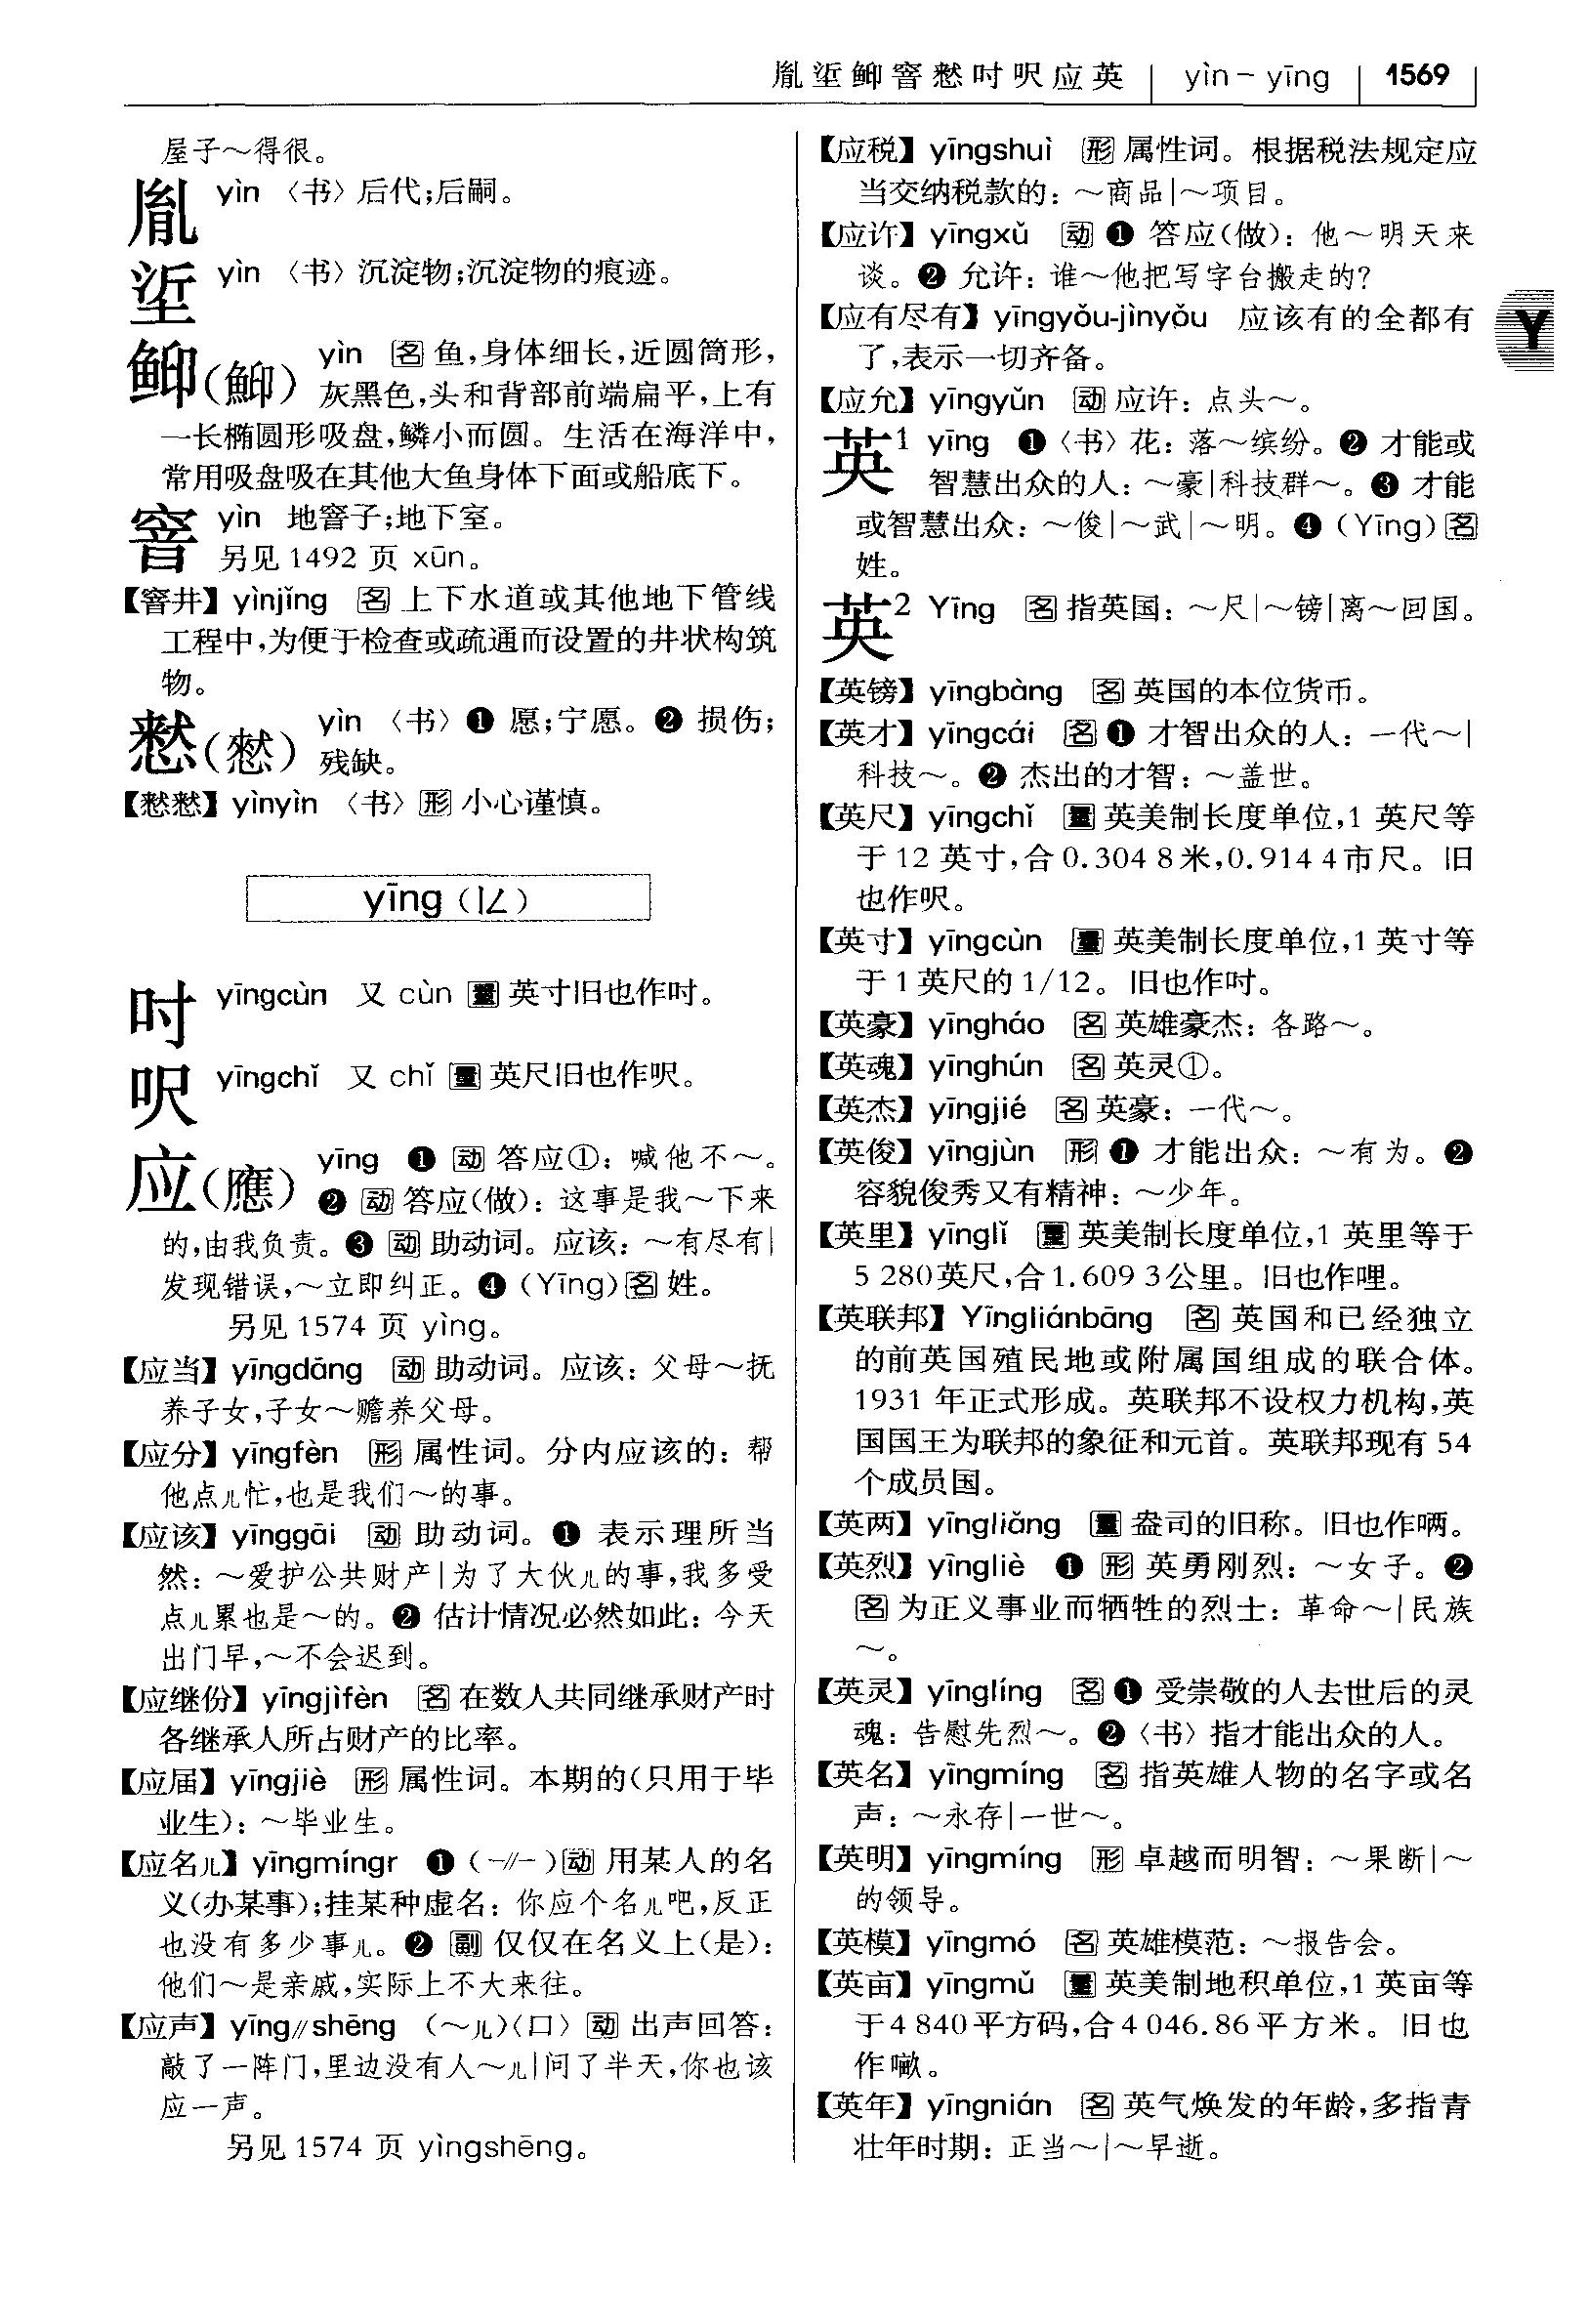 胤垽䲟窨慭吋呎应英 | yìn－yīng | 1569
屋子～得很。
胤 yìn 〈书〉后代;后嗣。
垽 yìn 〈书〉沉淀物;沉淀物的痕迹。
䲟(鮣) yìn 名 鱼,身体细长,近圆筒形,
灰黑色,头和背部前端扁平,上有
一长椭圆形吸盘,鳞小而圆。生活在海洋中,
常用吸盘吸在其他大鱼身体下面或船底下。
窨 yìn 地窨子;地下室。
另见1492 页 xūn。
【窨井】yìnjǐng 名 上下水道或其他地下管线
工程中,为便于检查或疏通而设置的井状构筑
物。
慭(憖) yìn 〈书〉❶ 愿;宁愿。❷ 损伤;
残缺。
【慭慭】yìnyìn 〈书〉形 小心谨慎。
yīng (ㄧㄥ)
吋 yīngcùn 又 cùn 量 英寸旧也作吋。
呎 yīngchǐ 又 chǐ 量 英尺旧也作呎。
应(應) yīng ❶ 动 答应①: 喊他不～。
❷ 动 答应(做): 这事是我～下来
的,由我负责。❸ 动 助动词。应该: ～有尽有|
发现错误,～立即纠正。❹ (Yīng) 名 姓。
另见1574 页 yìng。
【应当】yīngdāng 动 助动词。应该: 父母～抚
养子女,子女～赡养父母。
【应分】yīngfèn 形 属性词。分内应该的: 帮
他点儿忙,也是我们～的事。
【应该】yīnggāi 动 助动词。❶ 表示理所当
然: ～爱护公共财产|为了大伙儿的事,我多受
点儿累也是～的。❷ 估计情况必然如此: 今天
出门早,～不会迟到。
【应继份】yīngjìfèn 名 在数人共同继承财产时
各继承人所占财产的比率。
【应届】yīngjiè 形 属性词。本期的(只用于毕
业生): ～毕业生。
【应名儿】yīngmíngr ❶ (-//-) 动 用某人的名
义(办某事);挂某种虚名: 你应个名儿吧,反正
也没有多少事儿。❷ 副 仅仅在名义上(是):
他们～是亲戚,实际上不大来往。
【应声】yīng//shēng (～儿)〈口〉动 出声回答:
敲了一阵门,里边没有人～儿|问了半天,你也该
应一声。
另见1574 页 yìngshēng。
【应税】yīngshuì 形 属性词。根据税法规定应
当交纳税款的: ～商品|～项目。
【应许】yīngxǔ 动 ❶ 答应(做): 他～明天来
谈。❷ 允许: 谁～他把写字台搬走的?
【应有尽有】yīngyǒu-jìnyǒu 应该有的全都有
了,表示一切齐备。
Y
【应允】yīngyǔn 动 应许: 点头～。
英1 yīng ❶〈书〉花: 落～缤纷。❷ 才能或
智慧出众的人: ～豪|科技群～。❸ 才能
或智慧出众: ～俊|～武|～明。❹ (Yīng) 名
姓。
英2 Yīng 名 指英国: ～尺|～镑|离～回国。
【英镑】yīngbàng 名 英国的本位货币。
【英才】yīngcái 名 ❶ 才智出众的人: 一代～|
科技～。❷ 杰出的才智: ～盖世。
【英尺】yīngchǐ 量 英美制长度单位,1 英尺等
于12 英寸,合0.304 8米,0.914 4市尺。旧
也作呎。
【英寸】yīngcùn 量 英美制长度单位,1 英寸等
于1 英尺的 1/12。旧也作吋。
【英豪】yīngháo 名 英雄豪杰: 各路～。
【英魂】yīnghún 名 英灵①。
【英杰】yīngjié 名 英豪: 一代～。
【英俊】yīngjùn 形 ❶ 才能出众: ～有为。❷
容貌俊秀又有精神: ～少年。
【英里】yīnglǐ 量 英美制长度单位,1 英里等于
5 280英尺,合1.609 3公里。旧也作哩。
【英联邦】Yīngliánbāng 名 英国和已经独立
的前英国殖民地或附属国组成的联合体。
1931 年正式形成。英联邦不设权力机构,英
国国王为联邦的象征和元首。英联邦现有 54
个成员国。
【英两】yīngliǎng 量 盎司的旧称。旧也作啢。
【英烈】yīngliè ❶ 形 英勇刚烈: ～女子。❷
名 为正义事业而牺牲的烈士: 革命～|民族
～。
【英灵】yīnglíng 名 ❶ 受崇敬的人去世后的灵
魂: 告慰先烈～。❷〈书〉指才能出众的人。
【英名】yīngmíng 名 指英雄人物的名字或名
声: ～永存|一世～。
【英明】yīngmíng 形 卓越而明智: ～果断|～
的领导。
【英模】yīngmó 名 英雄模范: ～报告会。
【英亩】yīngmǔ 量 英美制地积单位,1 英亩等
于4 840平方码,合4 046.86平方米。旧也
作噷。
【英年】yīngnián 名 英气焕发的年龄,多指青
壮年时期: 正当～|～早逝。